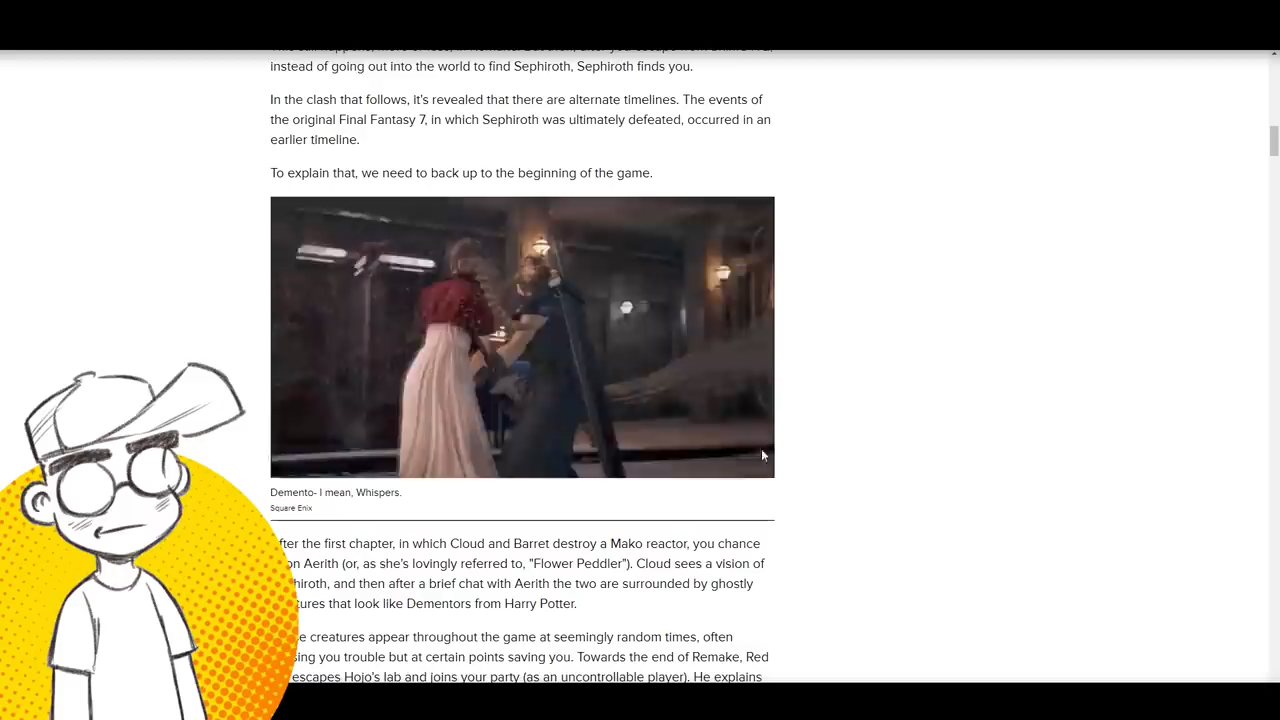 instead of going out into the world to find Sephiroth, Sephiroth finds you.
In the clash that follows, it's revealed that there are alternate timelines. The events of
the original Final Fantasy 7, in which Sephiroth was ultimately defeated, occurred in an
earlier timeline.
To explain that, we need to back up to the beginning of the game.
Demento- I mean, Whispers.
Square Enix
fter the first chapter, in which Cloud and Barret destroy a Mako reactor, you chance
on Aerith (or, as she's lovingly referred to, "Flower Peddler"). Cloud sees a vision of
hiroth, and then after a brief chat with Aerith the two are surrounded by ghostly
tures that look like Dementors from Harry Potter.
e creatures appear throughout the game at seemingly random times, often
sing you trouble but at certain points saving you. Towards the end of Remake, Red
escapes Hojo's lab and joins your party (as an uncontrollable player). He explains